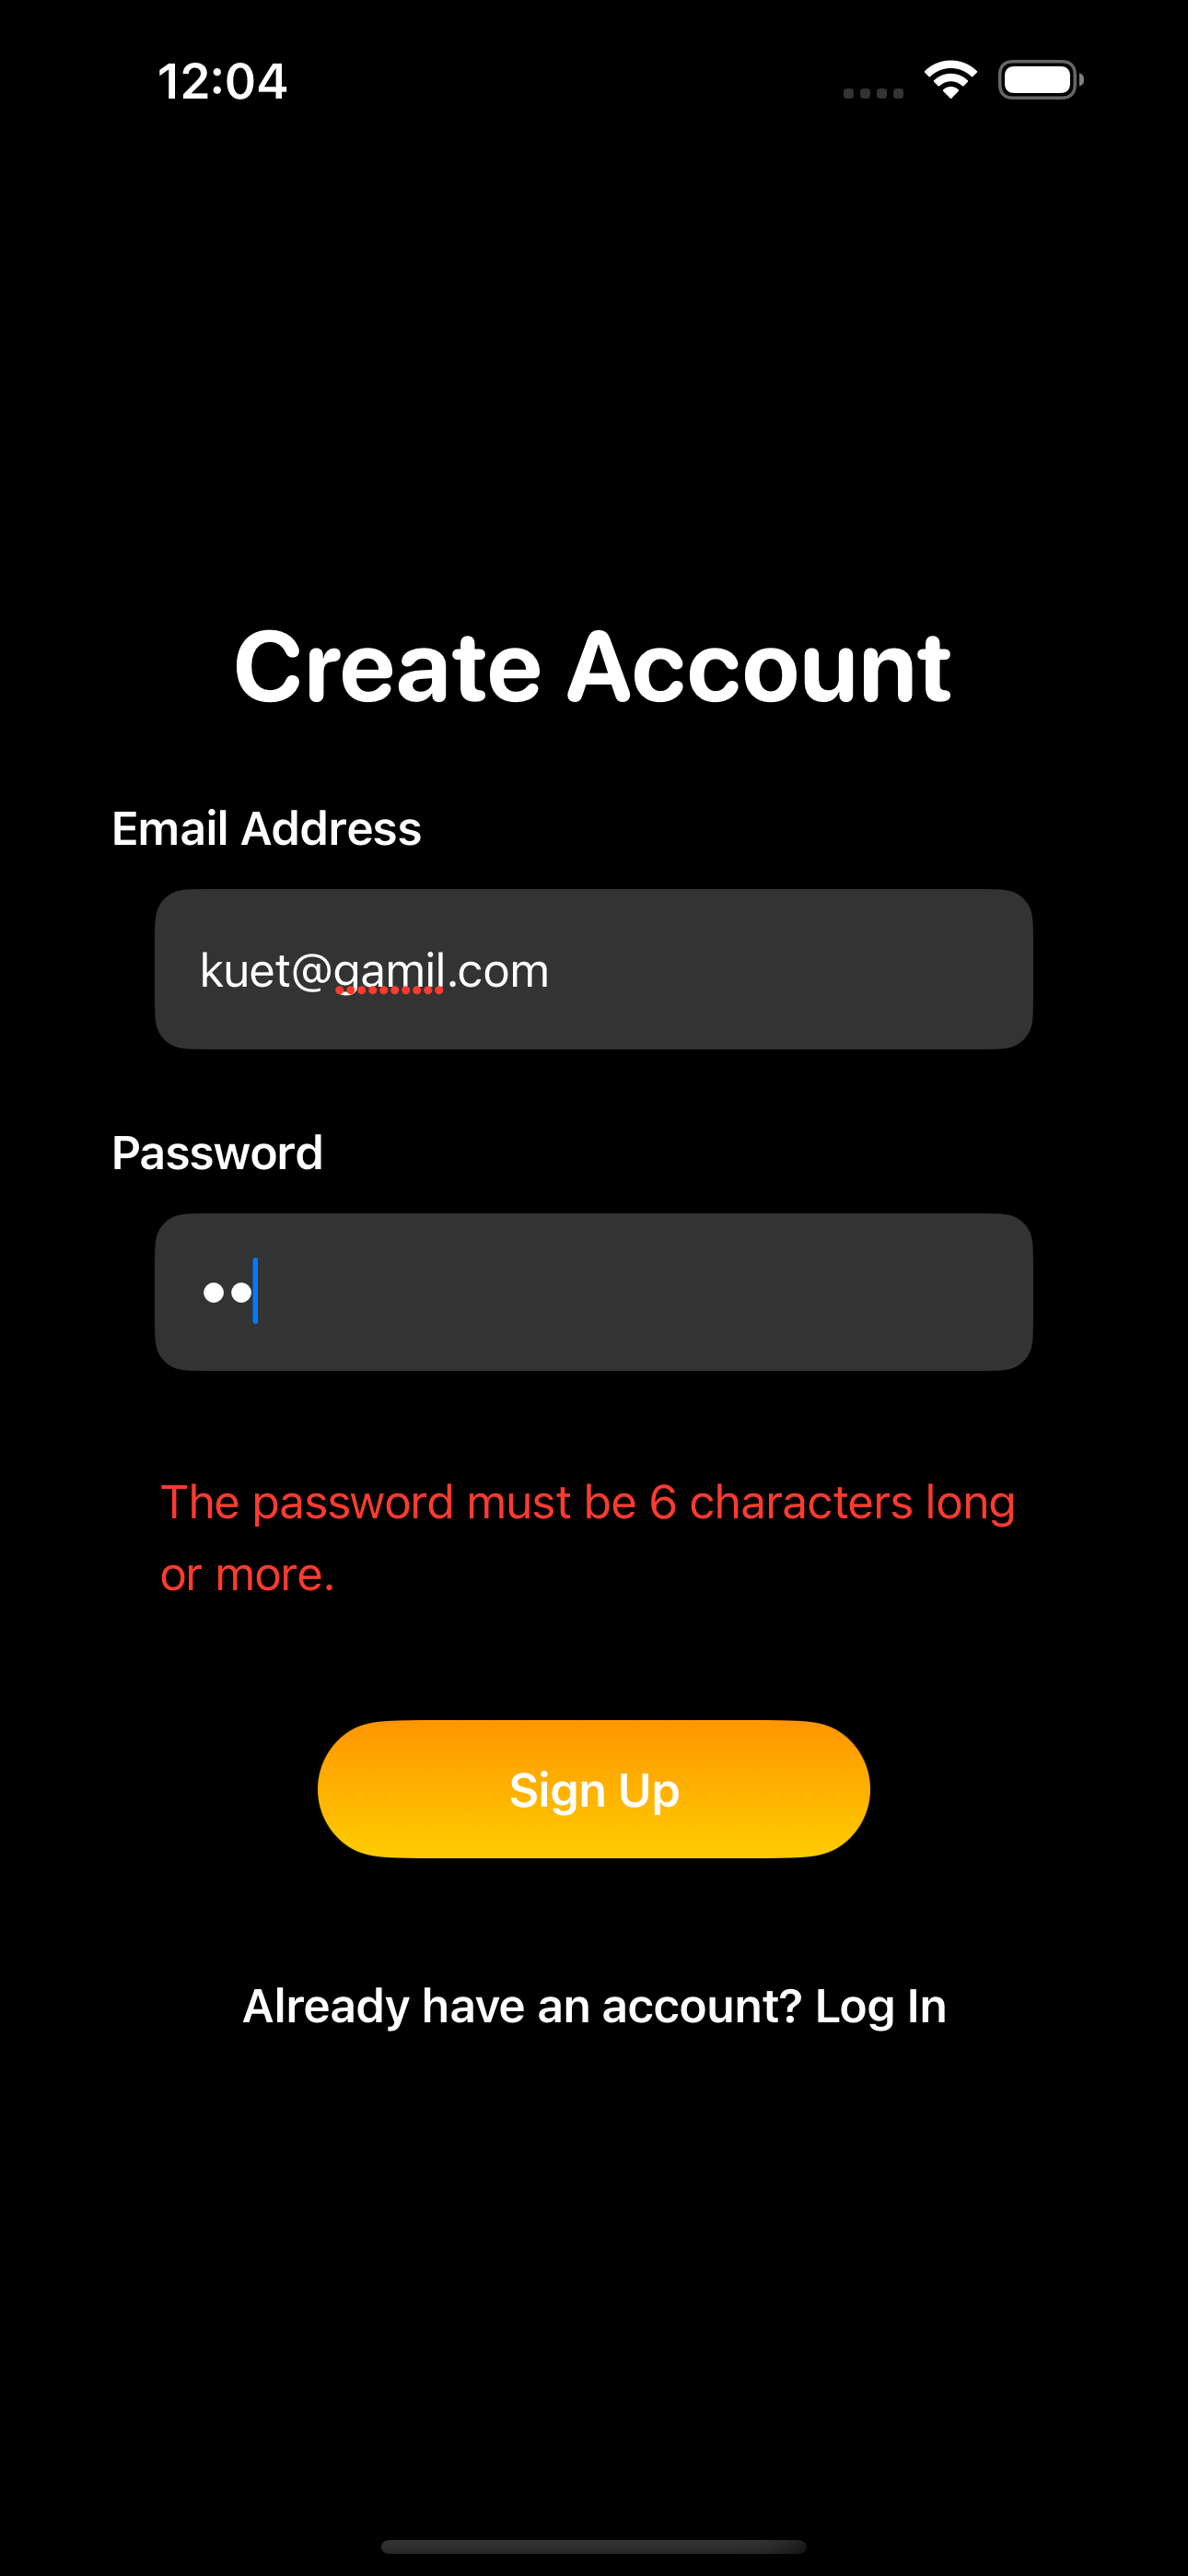 12:04
Create Account
Email Address
kuet@gamil.com
Password
The password must be 6 characters long
or more.
Sign Up
Already have an account? Log In